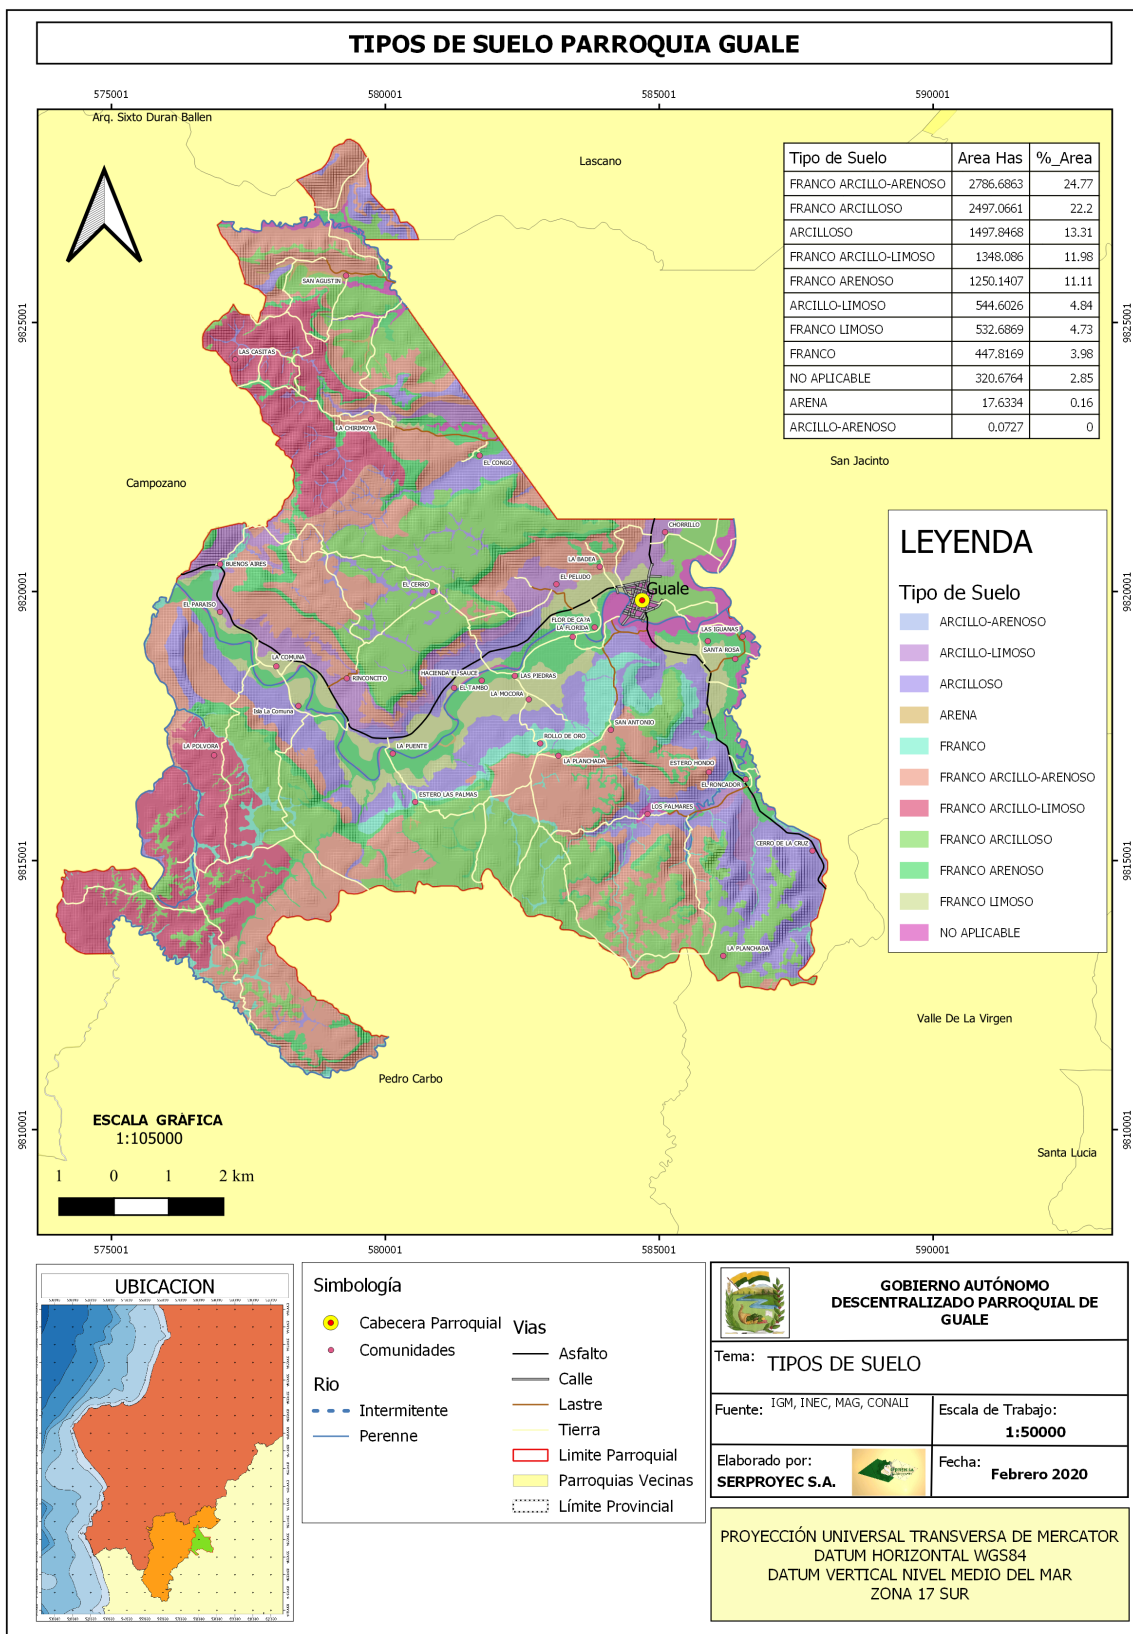 TIPOS DE SUELO PARROQUIA GUALE
575001 580001 585001 590001
Arq. Sixto Duran Ballen
Lascano
Tipo de Suelo Area Has %_Area
FRANCO ARCILLO-ARENOSO 2786.6863 24.77
FRANCO ARCILLOSO 2497.0661 22.2
ARCILLOSO 1497.8468 13.31
FRANCO ARCILLO-LIMOSO 1348.086 11.98
FRANCO ARENOSO 1250.1407 11.11
ARCILLO-LIMOSO 544.6026 4.84
FRANCO LIMOSO 532.6869 4.73
FRANCO 447.8169 3.98
NO APLICABLE 320.6764 2.85
ARENA 17.6334 0.16
ARCILLO-ARENOSO 0.0727 0
9825001 9825001
SAN AGUSTIN
LAS CASITAS
LA CHIRIMOYA
EL CONGO
San Jacinto
Campozano
CHORRILLO
LA BADEA
BUENOS AIRES
EL PELUDO
EL CERRO
Guale
9820001 9820001
EL PARAISO
FLOR DE CA?A
LA FLORIDA
LAS IGUANAS
SANTA ROSA
LA COMUNA
RINCONCITO
HACIENDA EL SAUCE
LAS PIEDRAS
EL TAMBO
LA MOCORA
Isla La Comuna
SAN ANTONIO
LA POLVORA
LA PUENTE
ROLLO DE ORO
LA PLANCHADA
ESTERO HONDO
EL RONCADOR
ESTERO LAS PALMAS
LOS PALMARES
CERRO DE LA CRUZ
9815001 9815001
LA PLANCHADA
LEYENDA
Tipo de Suelo
ARCILLO-ARENOSO
ARCILLO-LIMOSO
ARCILLOSO
ARENA
FRANCO
FRANCO ARCILLO-ARENOSO
FRANCO ARCILLO-LIMOSO
FRANCO ARCILLOSO
FRANCO ARENOSO
FRANCO LIMOSO
NO APLICABLE
Valle De La Virgen
Pedro Carbo
9810001 9810001
Santa Lucia
ESCALA GRÁFICA
1:105000
1 0 1 2 km
575001 580001 585001 590001
UBICACION
Simbología
Cabecera Parroquial
Comunidades
Rio
Intermitente
Perenne
Vias
Asfalto
Calle
Lastre
Tierra
Limite Parroquial
Parroquias Vecinas
Límite Provincial
GOBIERNO AUTÓNOMO
DESCENTRALIZADO PARROQUIAL DE
GUALE
Tema: TIPOS DE SUELO
Fuente: IGM, INEC, MAG, CONALI
Escala de Trabajo:
1:50000
Elaborado por:
SERPROYEC S.A.
Fecha: Febrero 2020
PROYECCIÓN UNIVERSAL TRANSVERSA DE MERCATOR
DATUM HORIZONTAL WGS84
DATUM VERTICAL NIVEL MEDIO DEL MAR
ZONA 17 SUR